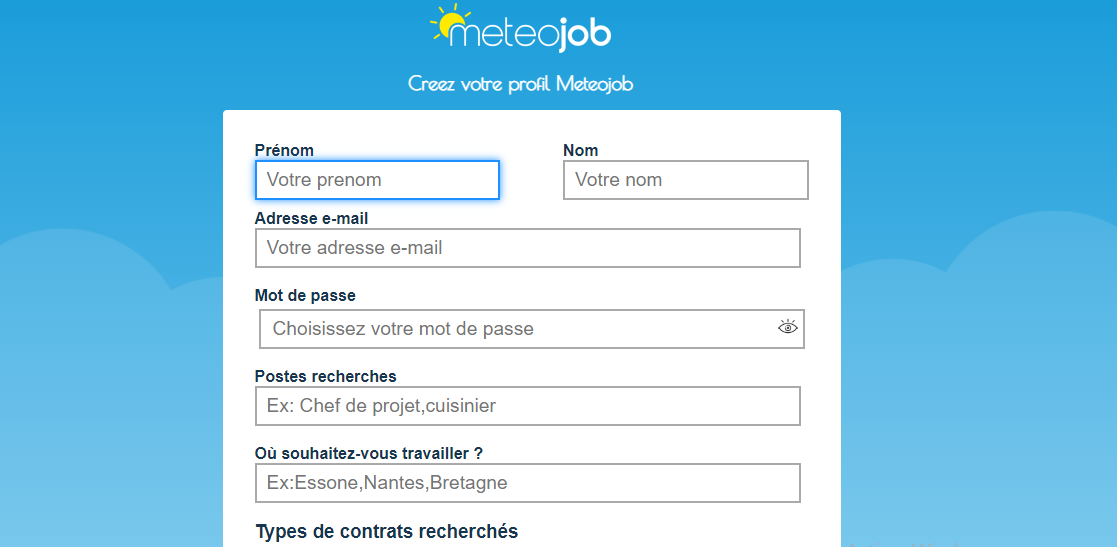 meteojob
Creez votre profil Meteojob
Prénom
Nom
Votre prenom
Votre nom
Adresse e-mail
Votre adresse e-mail
Mot de passe
Choisissez votre mot de passe
Postes recherches
Ex: Chef de projet,cuisinier
Où souhaitez-vous travailler ?
Ex:Essone,Nantes,Bretagne
Types de contrats recherchés